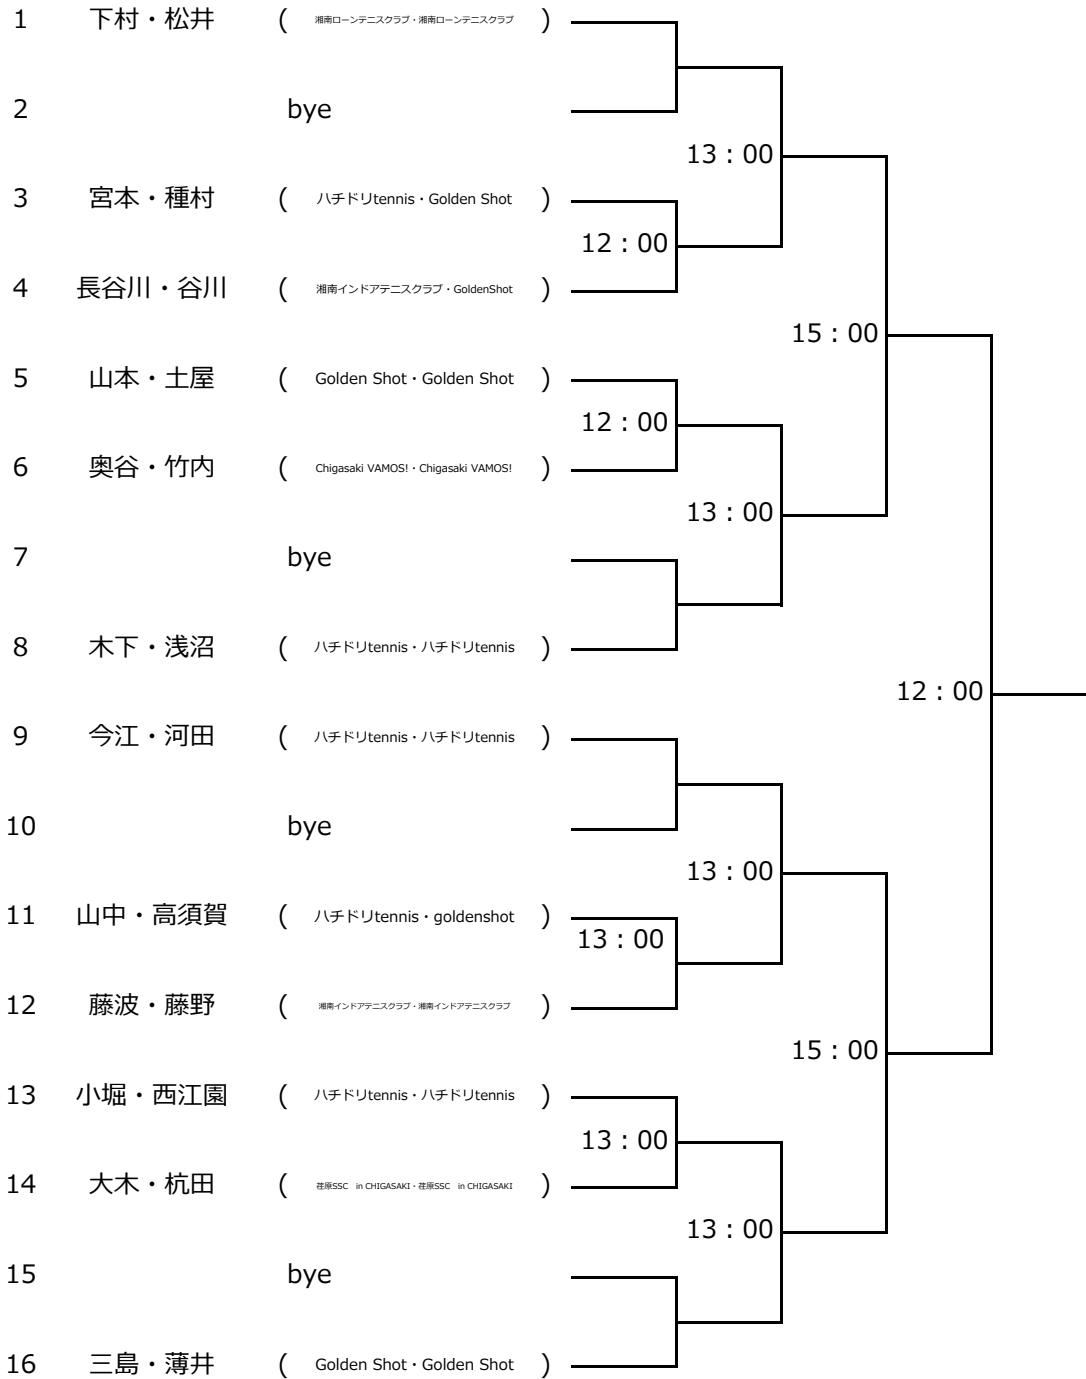 1 下村・松井 ( 湘南ローンテニスクラブ・湘南ローンテニスクラブ )
2 bye
13：00
3 宮本・種村 ( ハチドリtennis・Golden Shot )
12：00
4 長谷川・谷川 ( 湘南インドアテニスクラブ・GoldenShot )
15：00
5 山本・土屋 ( Golden Shot・Golden Shot )
12：00
6 奥谷・竹内 ( Chigasaki VAMOS!・Chigasaki VAMOS! )
13：00
7 bye
8 木下・浅沼 ( ハチドリtennis・ハチドリtennis )
12：00
9 今江・河田 ( ハチドリtennis・ハチドリtennis )
10 bye
13：00
11 山中・高須賀 ( ハチドリtennis・goldenshot )
13：00
12 藤波・藤野 ( 湘南インドアテニスクラブ・湘南インドアテニスクラブ )
15：00
13 小堀・西江園 ( ハチドリtennis・ハチドリtennis )
13：00
14 大木・杭田 ( 荏原SSC　in CHIGASAKI・荏原SSC　in CHIGASAKI )
13：00
15 bye
16 三島・薄井 ( Golden Shot・Golden Shot )